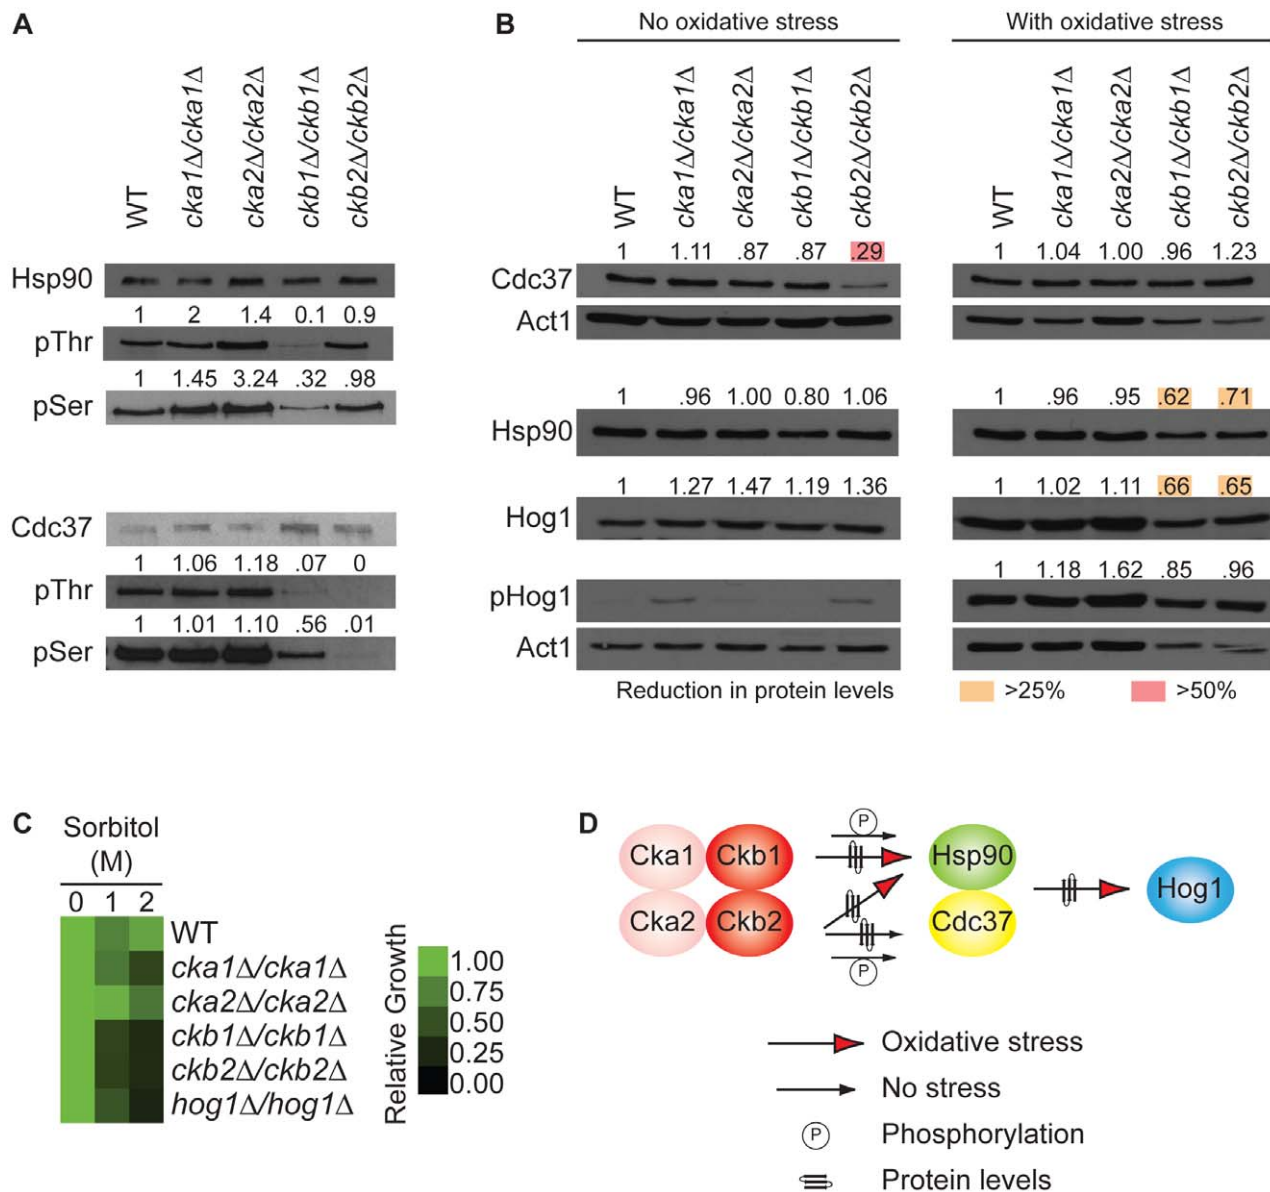 A
WT
cka1Δ/cka1Δ
cka2Δ/cka2Δ
ckb1Δ/ckb1Δ
ckb2Δ/ckb2Δ
Hsp90
1 2 1.4 0.1 0.9
pThr
1 1.45 3.24 .32 .98
pSer
Cdc37
1 1.06 1.18 .07 0
pThr
1 1.01 1.10 .56 .01
pSer
B
No oxidative stress
WT
cka1Δ/cka1Δ
cka2Δ/cka2Δ
ckb1Δ/ckb1Δ
ckb2Δ/ckb2Δ
With oxidative stress
WT
cka1Δ/cka1Δ
cka2Δ/cka2Δ
ckb1Δ/ckb1Δ
ckb2Δ/ckb2Δ
1 1.11 .87 .87 .29 1 1.04 1.00 .96 1.23
Cdc37
Act1
1 .96 1.00 0.80 1.06 1 .96 .95 .62 .71
Hsp90
1 1.27 1.47 1.19 1.36 1 1.02 1.11 .66 .65
Hog1
1 1.18 1.62 .85 .96
pHog1
Act1
Reduction in protein levels >25% >50%
C
Sorbitol
(M)
0 1 2
WT
cka1Δ/cka1Δ
cka2Δ/cka2Δ
ckb1Δ/ckb1Δ
ckb2Δ/ckb2Δ
hog1Δ/hog1Δ
Relative Growth
1.00
0.75
0.50
0.25
0.00
D
P
Cka1 Ckb1 Hsp90
Hog1
Cka2 Ckb2 Cdc37
P
Oxidative stress
No stress
P Phosphorylation
Protein levels